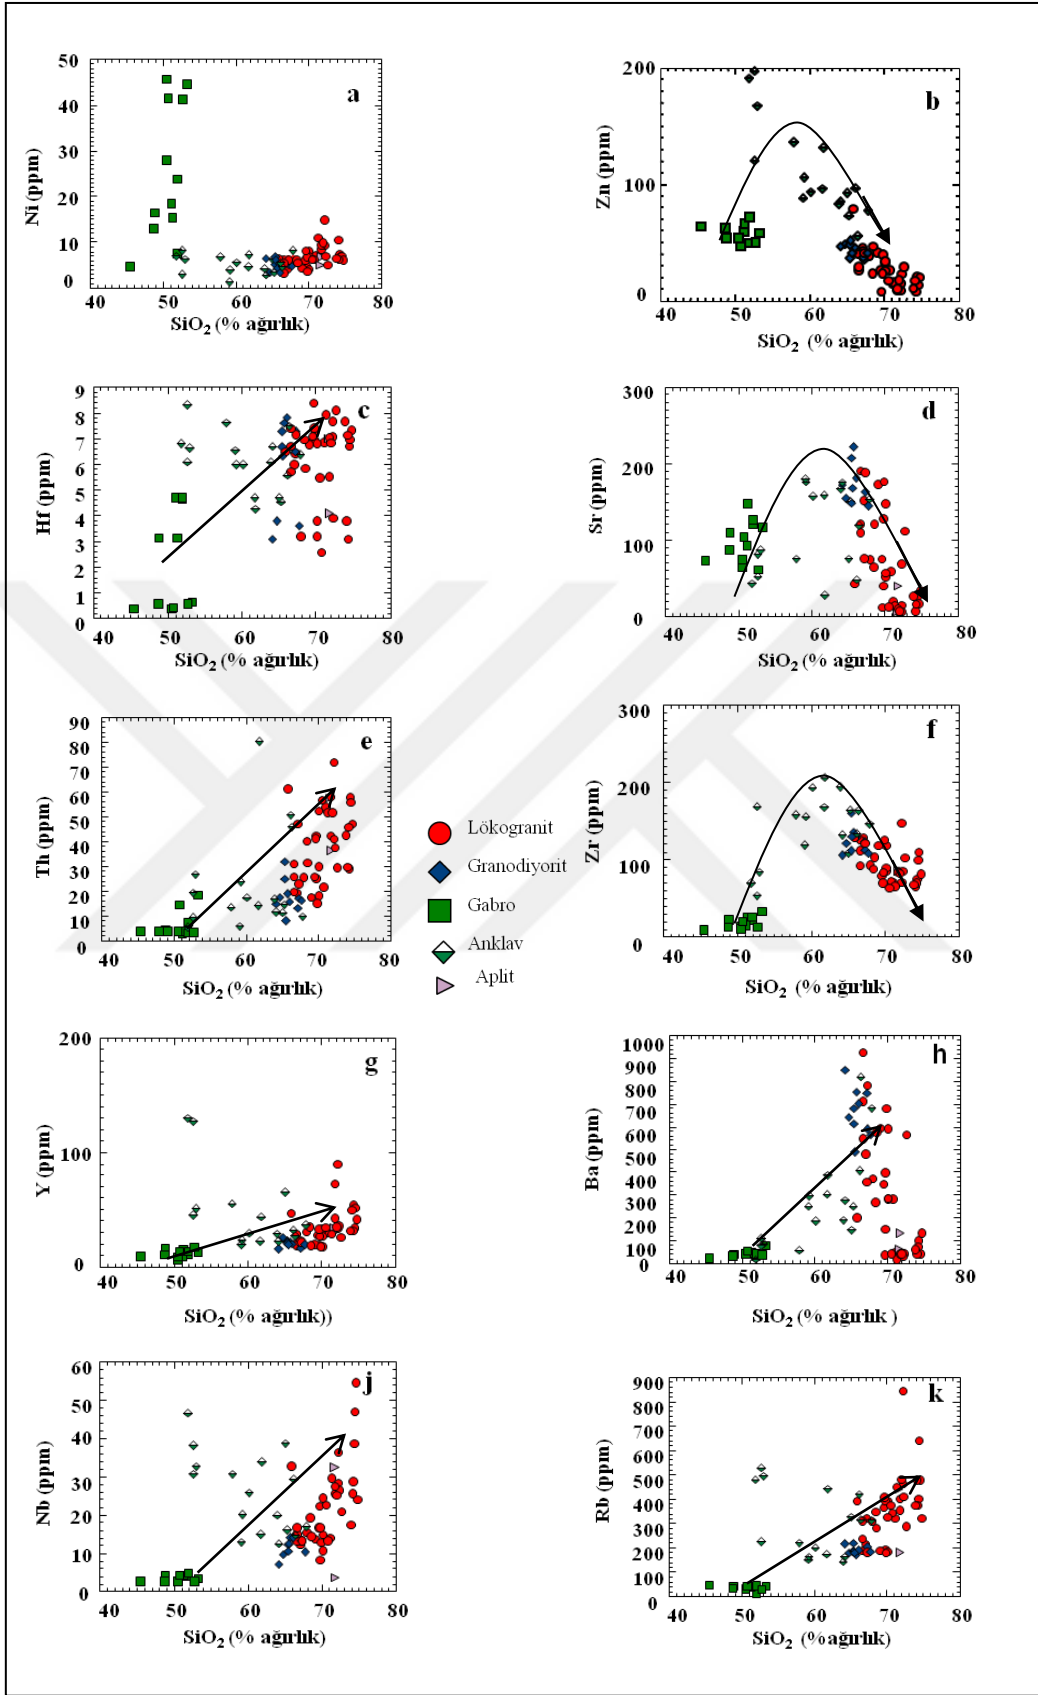 50
40
30
20
10
0
Ni (ppm)
a
40 50 60 70 80
SiO2 (% ağırlık)
200
100
0
Zn (ppm)
b
40 50 60 70 80
SiO2 (% ağırlık)
9
8
7
6
5
4
3
2
1
0
Hf (ppm)
c
40 50 60 70 80
SiO2 (% ağırlık)
300
200
100
0
Sr (ppm)
d
40 50 60 70 80
SiO2 (% ağırlık)
90
80
70
60
50
40
30
20
10
0
Th (ppm)
e
40 50 60 70 80
SiO2 (% ağırlık)
Lökogranit
Granodiyorit
Gabro
Anklav
Aplit
300
200
100
0
Zr (ppm)
f
40 50 60 70 80
SiO2 (% ağırlık)
200
100
0
Y (ppm)
g
40 50 60 70 80
SiO2 (% ağırlık))
1000
900
800
700
600
500
400
300
200
100
0
Ba (ppm)
h
40 50 60 70 80
SiO2 (% ağırlık )
60
50
40
30
20
10
0
Nb (ppm)
j
40 50 60 70 80
SiO2 (% ağırlık)
900
800
700
600
500
400
300
200
100
0
Rb (ppm)
k
40 50 60 70 80
SiO2 (% ağırlık)